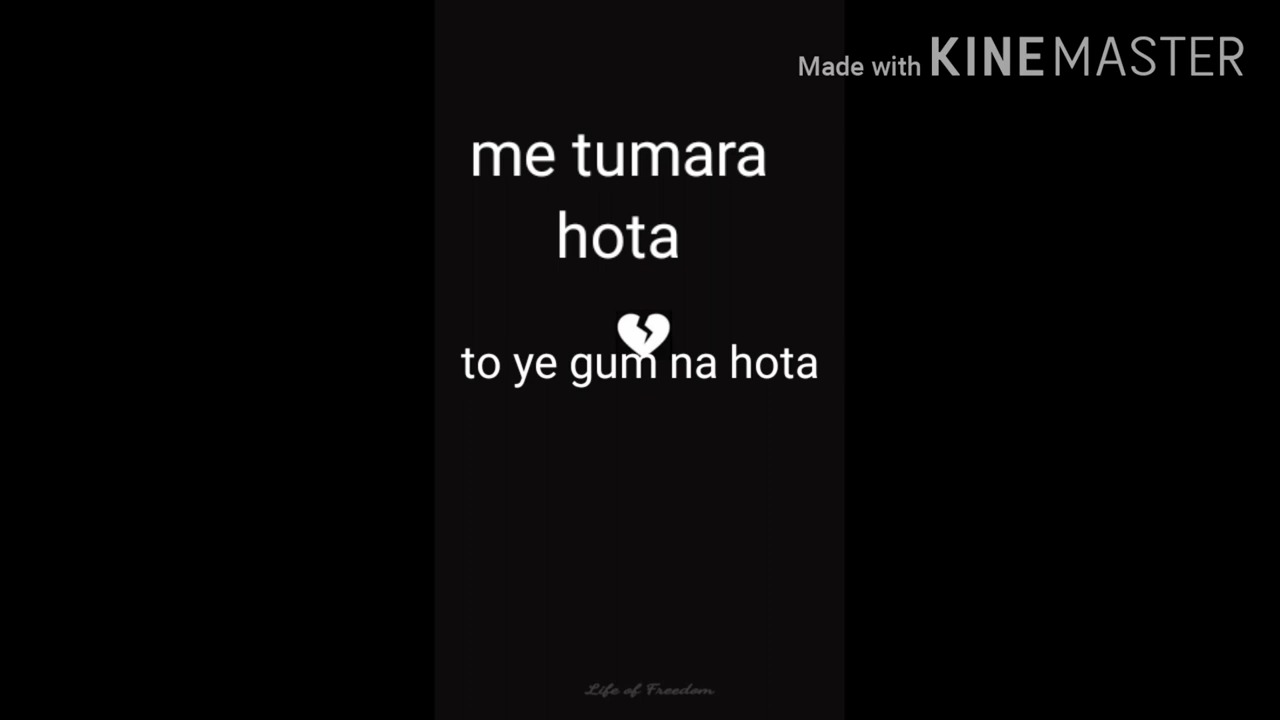 Made with KINEMASTER
me tumara
hota
to ye gum na hota
Life of Freedom